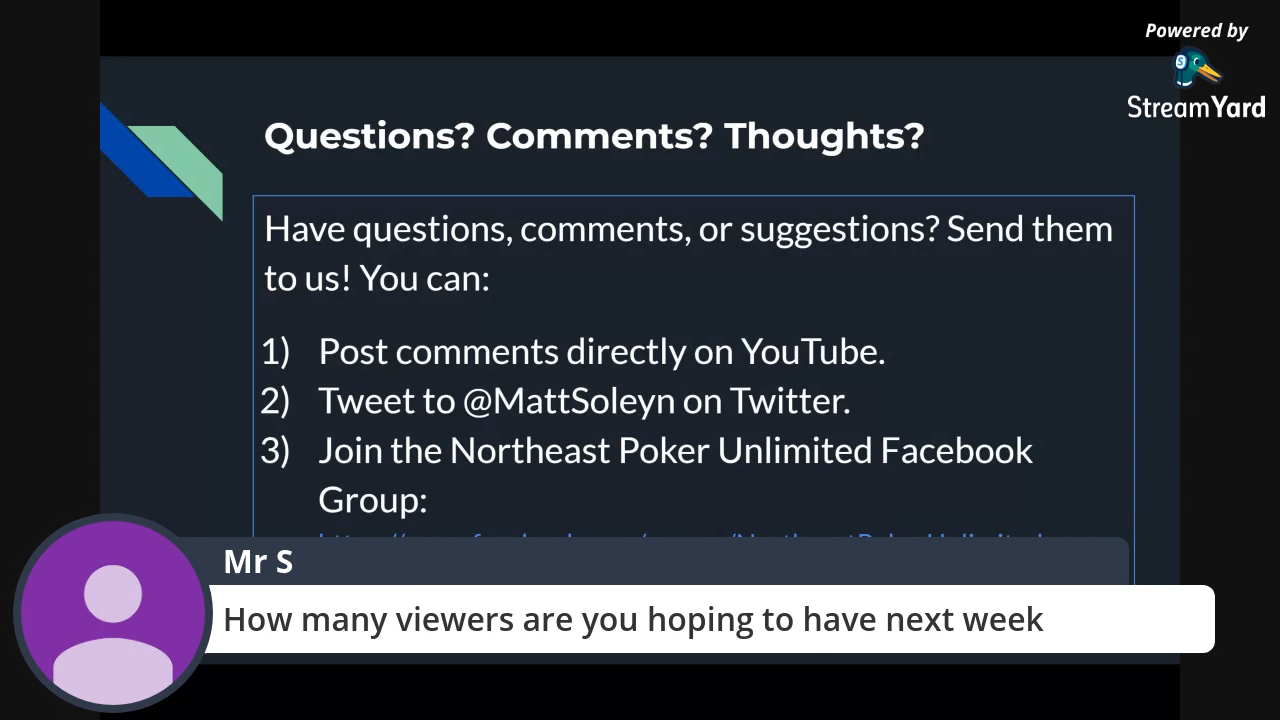 Powered by
StreamYard
Questions? Comments? Thoughts?
Have questions, comments, or suggestions? Send them
to us! You can:
1) Post comments directly on YouTube.
2) Tweet to @MattSoleyn on Twitter.
3) Join the Northeast Poker Unlimited Facebook
Group:
Mr S
How many viewers are you hoping to have next week